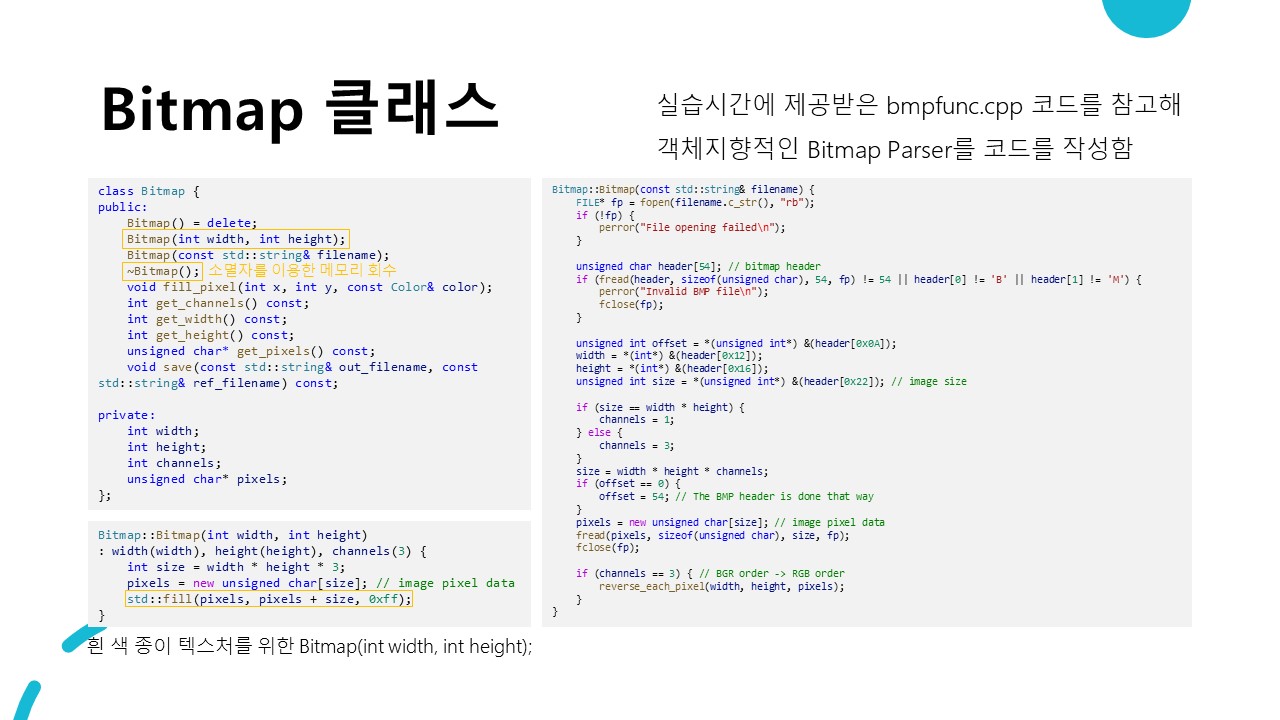 Bitmap 클래스
실습시간에 제공받은 bmpfunc.cpp 코드를 참고해
객체지향적인 Bitmap Parser를 코드를 작성함
class Bitmap {
public:
    Bitmap() = delete;
    Bitmap(int width, int height);
    Bitmap(const std::string& filename);
    ~Bitmap(); 소멸자를 이용한 메모리 회수
    void fill_pixel(int x, int y, const Color& color);
    int get_channels() const;
    int get_width() const;
    int get_height() const;
    unsigned char* get_pixels() const;
    void save(const std::string& out_filename, const
std::string& ref_filename) const;
private:
    int width;
    int height;
    int channels;
    unsigned char* pixels;
};
Bitmap::Bitmap(int width, int height)
: width(width), height(height), channels(3) {
    int size = width * height * 3;
    pixels = new unsigned char[size]; // image pixel data
    std::fill(pixels, pixels + size, 0xff);
}
흰 색 종이 텍스처를 위한 Bitmap(int width, int height);
Bitmap::Bitmap(const std::string& filename) {
    FILE* fp = fopen(filename.c_str(), "rb");
    if (!fp) {
        perror("File opening failed\n");
    }
    unsigned char header[54]; // bitmap header
    if (fread(header, sizeof(unsigned char), 54, fp) != 54 || header[0] != 'B' || header[1] != 'M') {
        perror("Invalid BMP file\n");
        fclose(fp);
    }
    unsigned int offset = *(unsigned int*) &(header[0x0A]);
    width = *(int*) &(header[0x12]);
    height = *(int*) &(header[0x16]);
    unsigned int size = *(unsigned int*) &(header[0x22]); // image size
    if (size == width * height) {
        channels = 1;
    } else {
        channels = 3;
    }
    size = width * height * channels;
    if (offset == 0) {
        offset = 54; // The BMP header is done that way
    }
    pixels = new unsigned char[size]; // image pixel data
    fread(pixels, sizeof(unsigned char), size, fp);
    fclose(fp);
    if (channels == 3) { // BGR order -> RGB order
        reverse_each_pixel(width, height, pixels);
    }
}